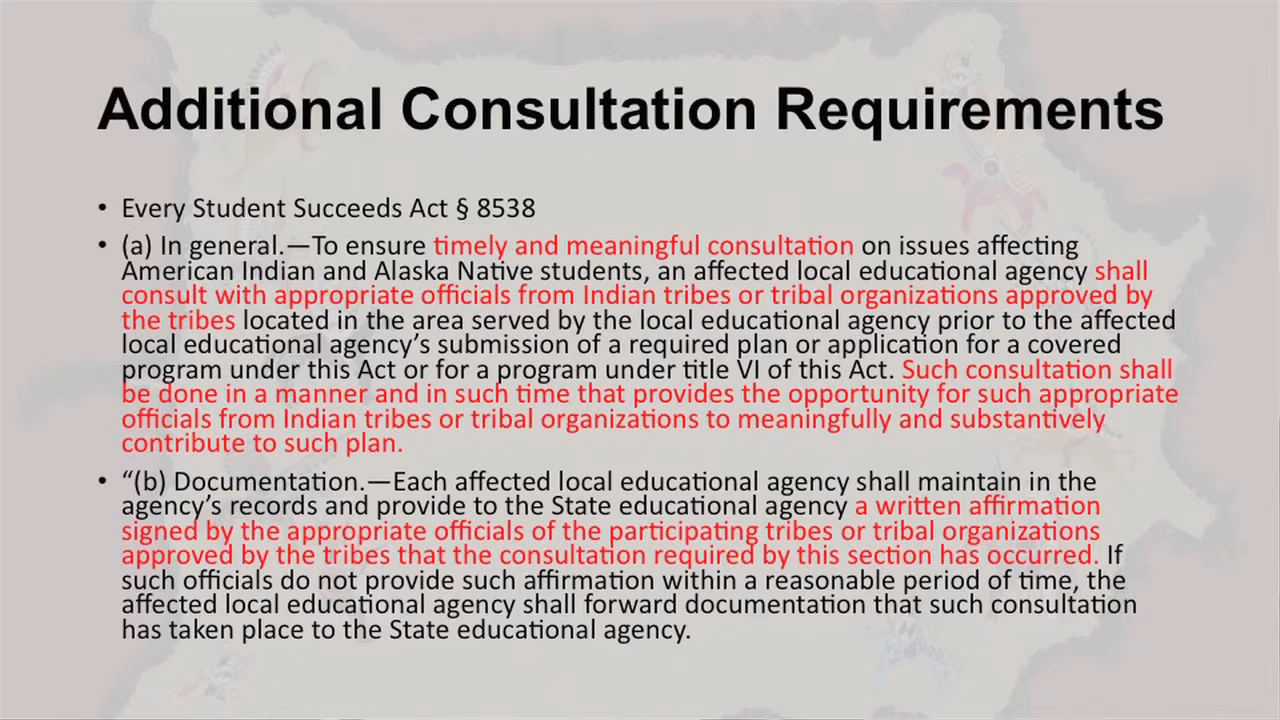 Additional Consultation Requirements
• Every Student Succeeds Act § 8538
• (a) In general.—To ensure timely and meaningful consultation on issues affecting
American Indian and Alaska Native students, an affected local educational agency shall
consult with appropriate officials from Indian tribes or tribal organizations approved by
the tribes located in the area served by the local educational agency prior to the affected
local educational agency’s submission of a required plan or application for a covered
program under this Act or for a program under title VI of this Act. Such consultation shall
be done in a manner and in such time that provides the opportunity for such appropriate
officials from Indian tribes or tribal organizations to meaningfully and substantively
contribute to such plan.
• “(b) Documentation.—Each affected local educational agency shall maintain in the
agency’s records and provide to the State educational agency a written affirmation
signed by the appropriate officials of the participating tribes or tribal organizations
approved by the tribes that the consultation required by this section has occurred. If
such officials do not provide such affirmation within a reasonable period of time, the
affected local educational agency shall forward documentation that such consultation
has taken place to the State educational agency.